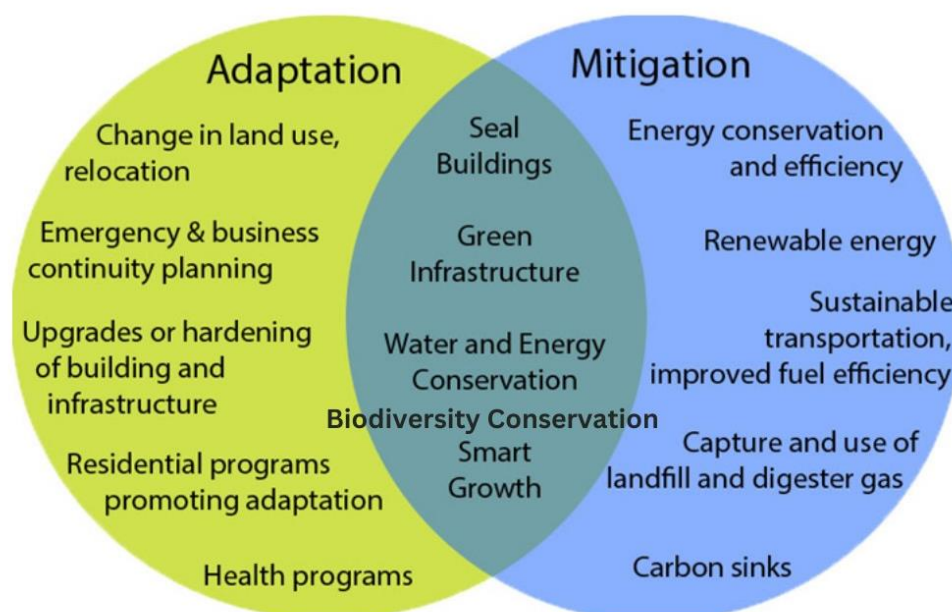 Adaptation
Change in land use,
relocation
Emergency & business
continuity planning
Upgrades or hardening
of building and
infrastructure
Residential programs
promoting adaptation
Health programs
Seal
Buildings
Green
Infrastructure
Water and Energy
Conservation
Biodiversity Conservation
Smart
Growth
Mitigation
Energy conservation
and efficiency
Renewable energy
Sustainable
transportation,
improved fuel efficiency
Capture and use of
landfill and digester gas
Carbon sinks